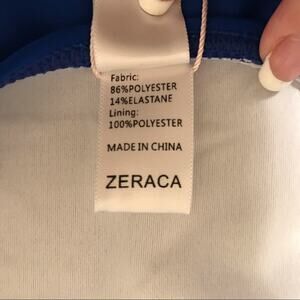 Fabric:
86%POLYESTER
14%ELASTANE
Lining:
100%POLYESTER
MADE IN CHINA
ZERACA